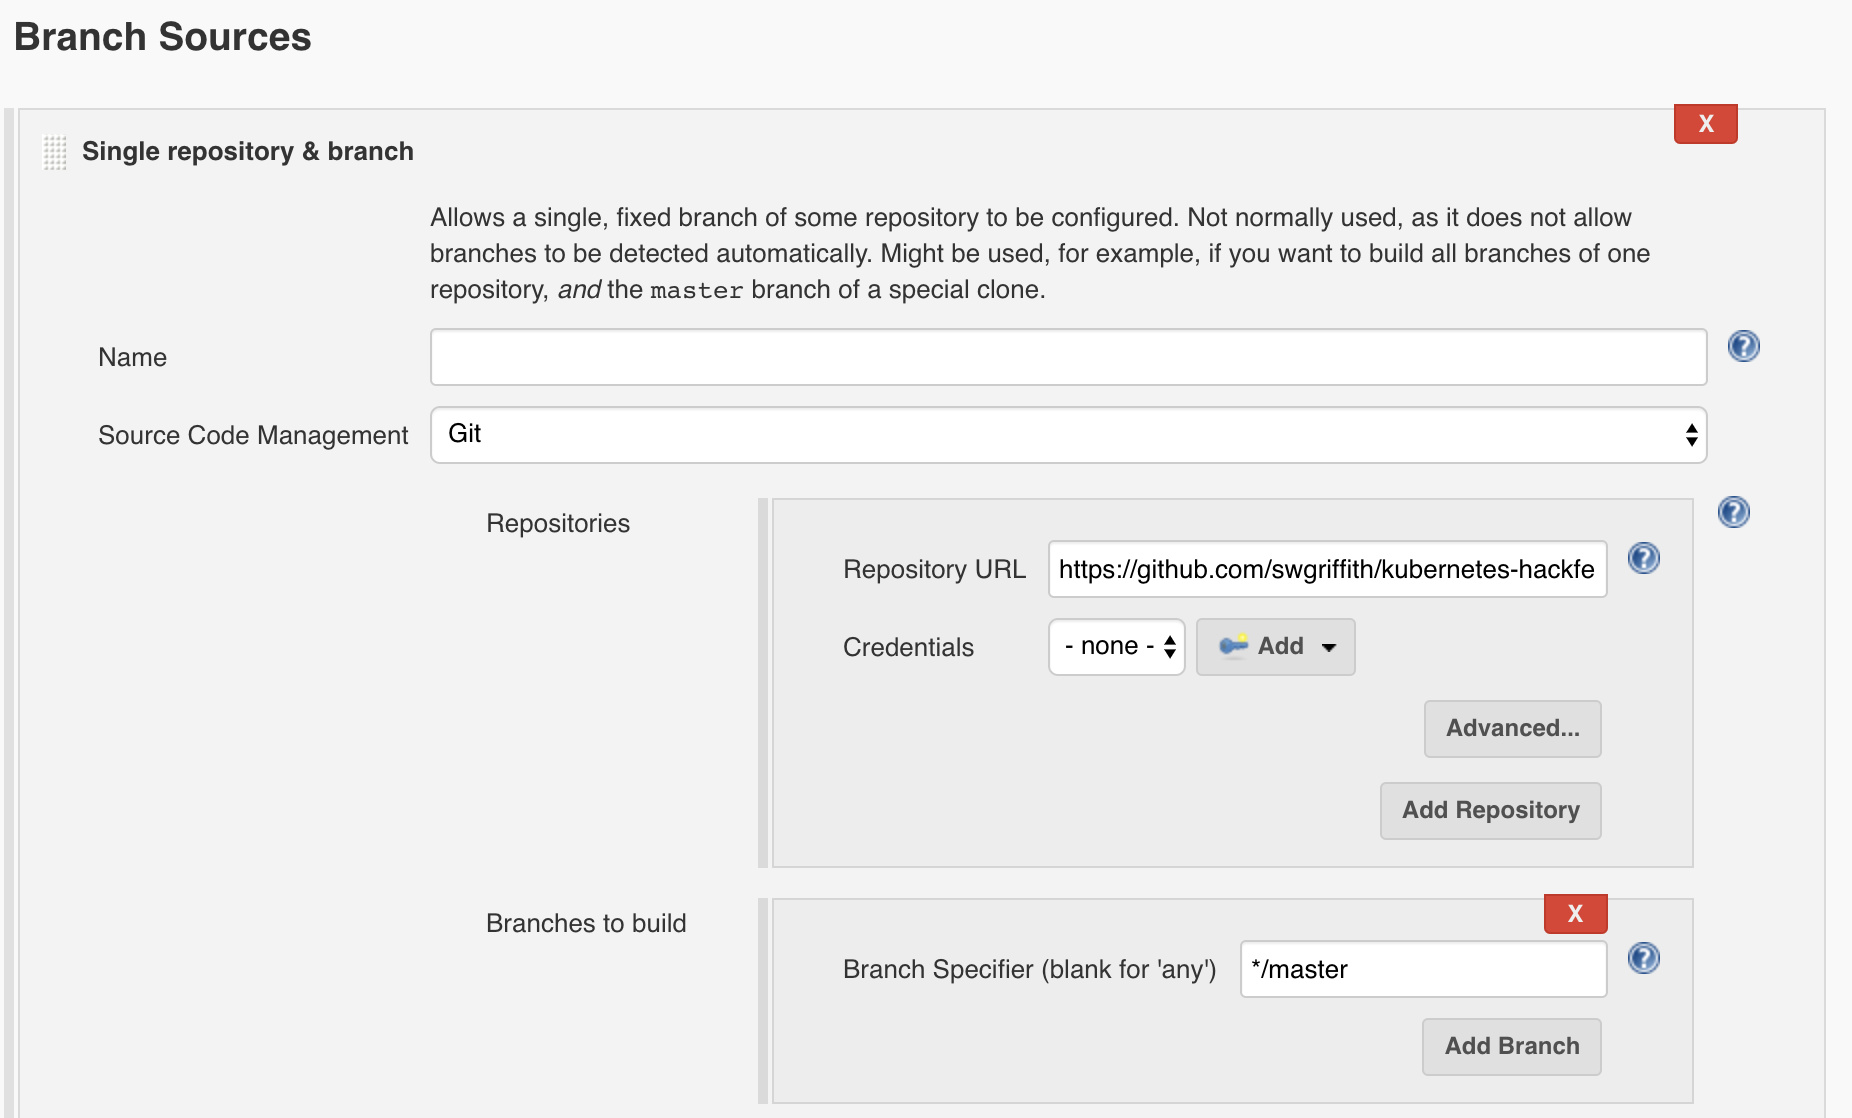 Branch Sources
X
Single repository & branch
Allows a single, fixed branch of some repository to be configured. Not normally used, as it does not allow
branches to be detected automatically. Might be used, for example, if you want to build all branches of one
repository, and the master branch of a special clone.
Name
?
Source Code Management
Git
Repositories
?
Repository URL
https://github.com/swgriffith/kubernetes-hackfe
?
Credentials
- none -
Add
Advanced...
Add Repository
Branches to build
X
Branch Specifier (blank for 'any')
*/master
?
Add Branch